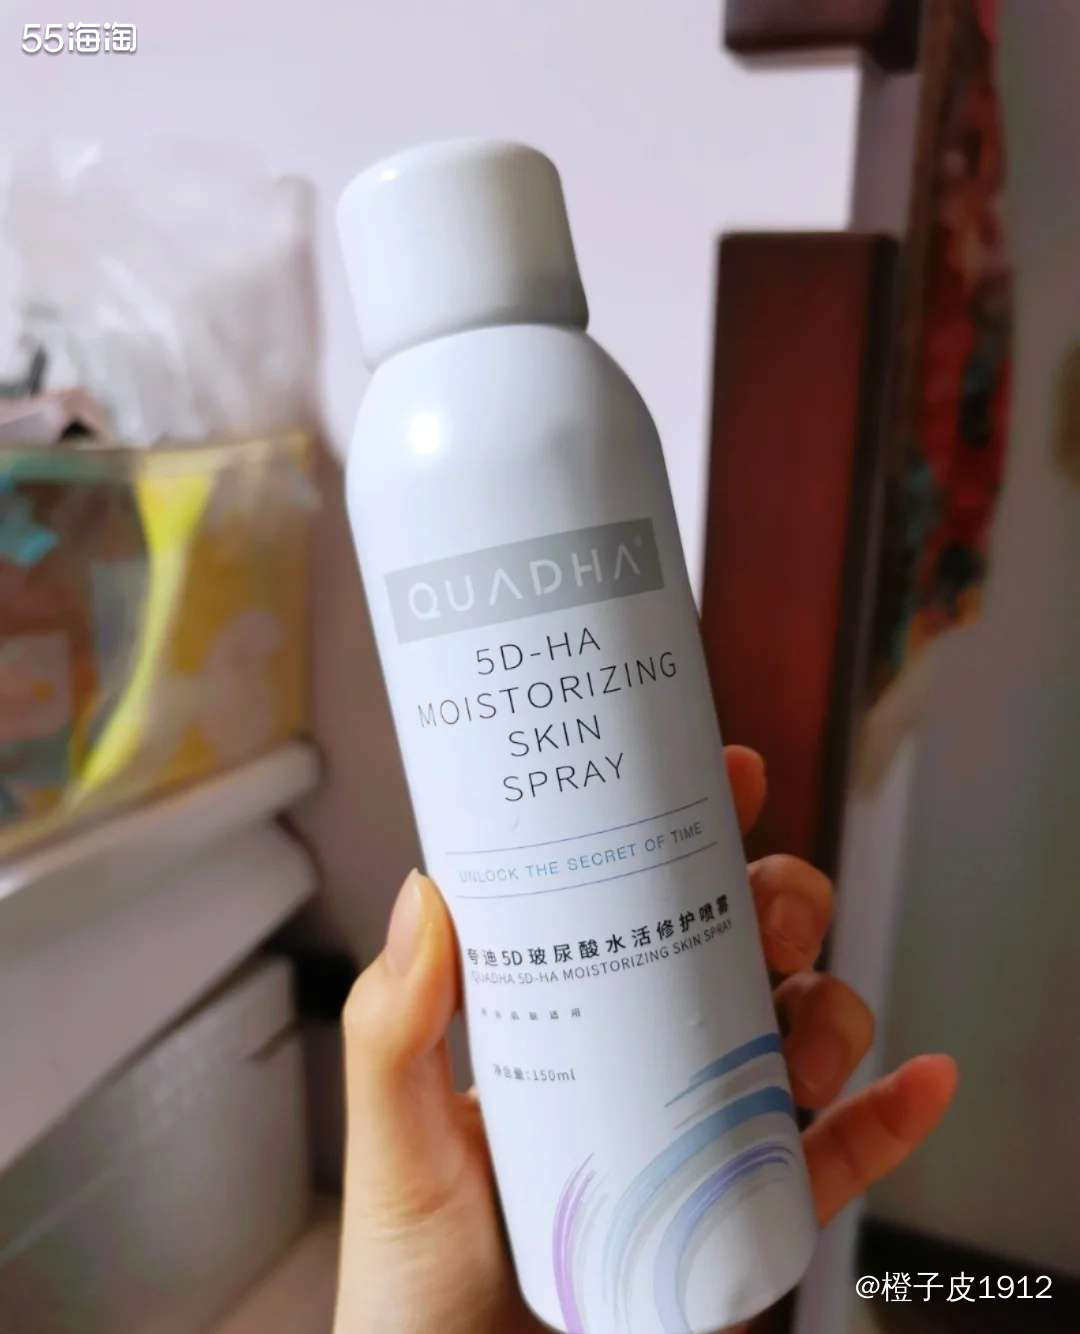 55海淘
QUADHA®
5D-HA
MOISTORIZING
SKIN
SPRAY
UNLOCK THE SECRET OF TIME
夸迪5D玻尿酸水活修护喷雾
QUADHA 5D-HA MOISTORIZING SKIN SPRAY
适用
净含量:150ml
@橙子皮1912